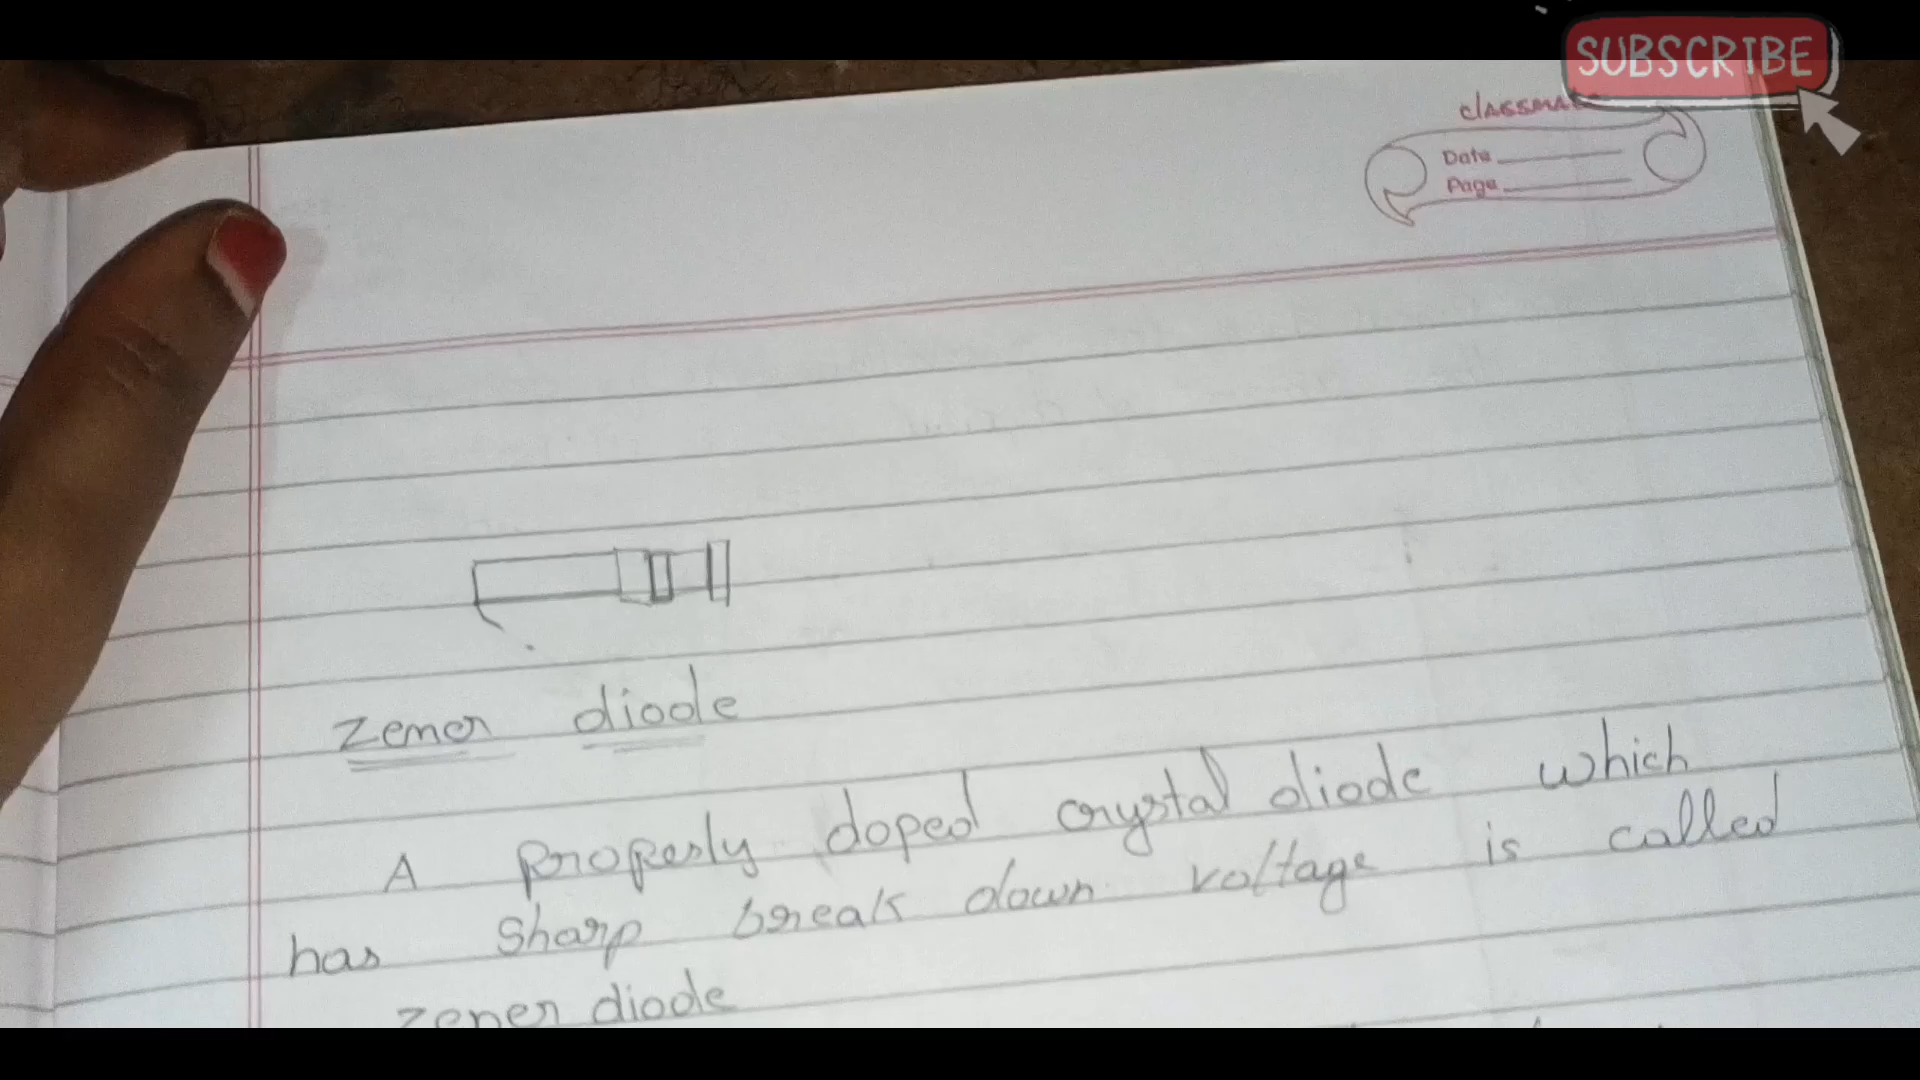 SUBSCRIBE
classmate
Date
Page
zener diode
A properly doped crystal diode which
has sharp break down voltage is called
zener diode